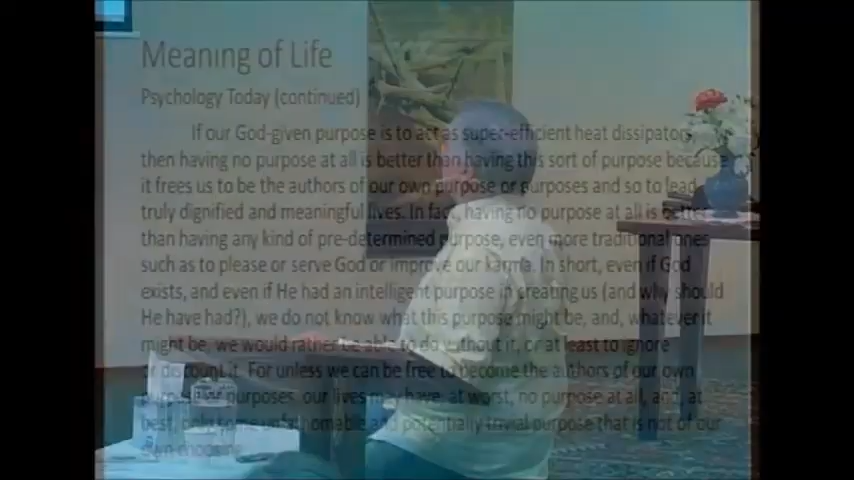 Meaning of Life
Psychology Today (continued)
If our God-given purpose is to act as super-efficient heat dissipators,
then having no purpose at all is better than having this sort of purpose because
it frees us to be the authors of our own purpose or purposes and so to lead
truly dignified and meaningful lives. In fact, having no purpose at all is better
than having any kind of pre-determined purpose, even more traditional ones
such as to please or serve God or improve our karma. In short, even if God
exists, and even if He had an intelligent purpose in creating us (and why should
He have had?), we do not know what this purpose might be, and, whatever it
might be, we would rather be able to do without it, or at least to ignore
or discount it. For unless we can be free to become the authors of our own
purpose or purposes, our lives may have, at worst, no purpose at all, and, at
best, only some unfathomable and potentially trivial purpose that is not of our
own choosing.